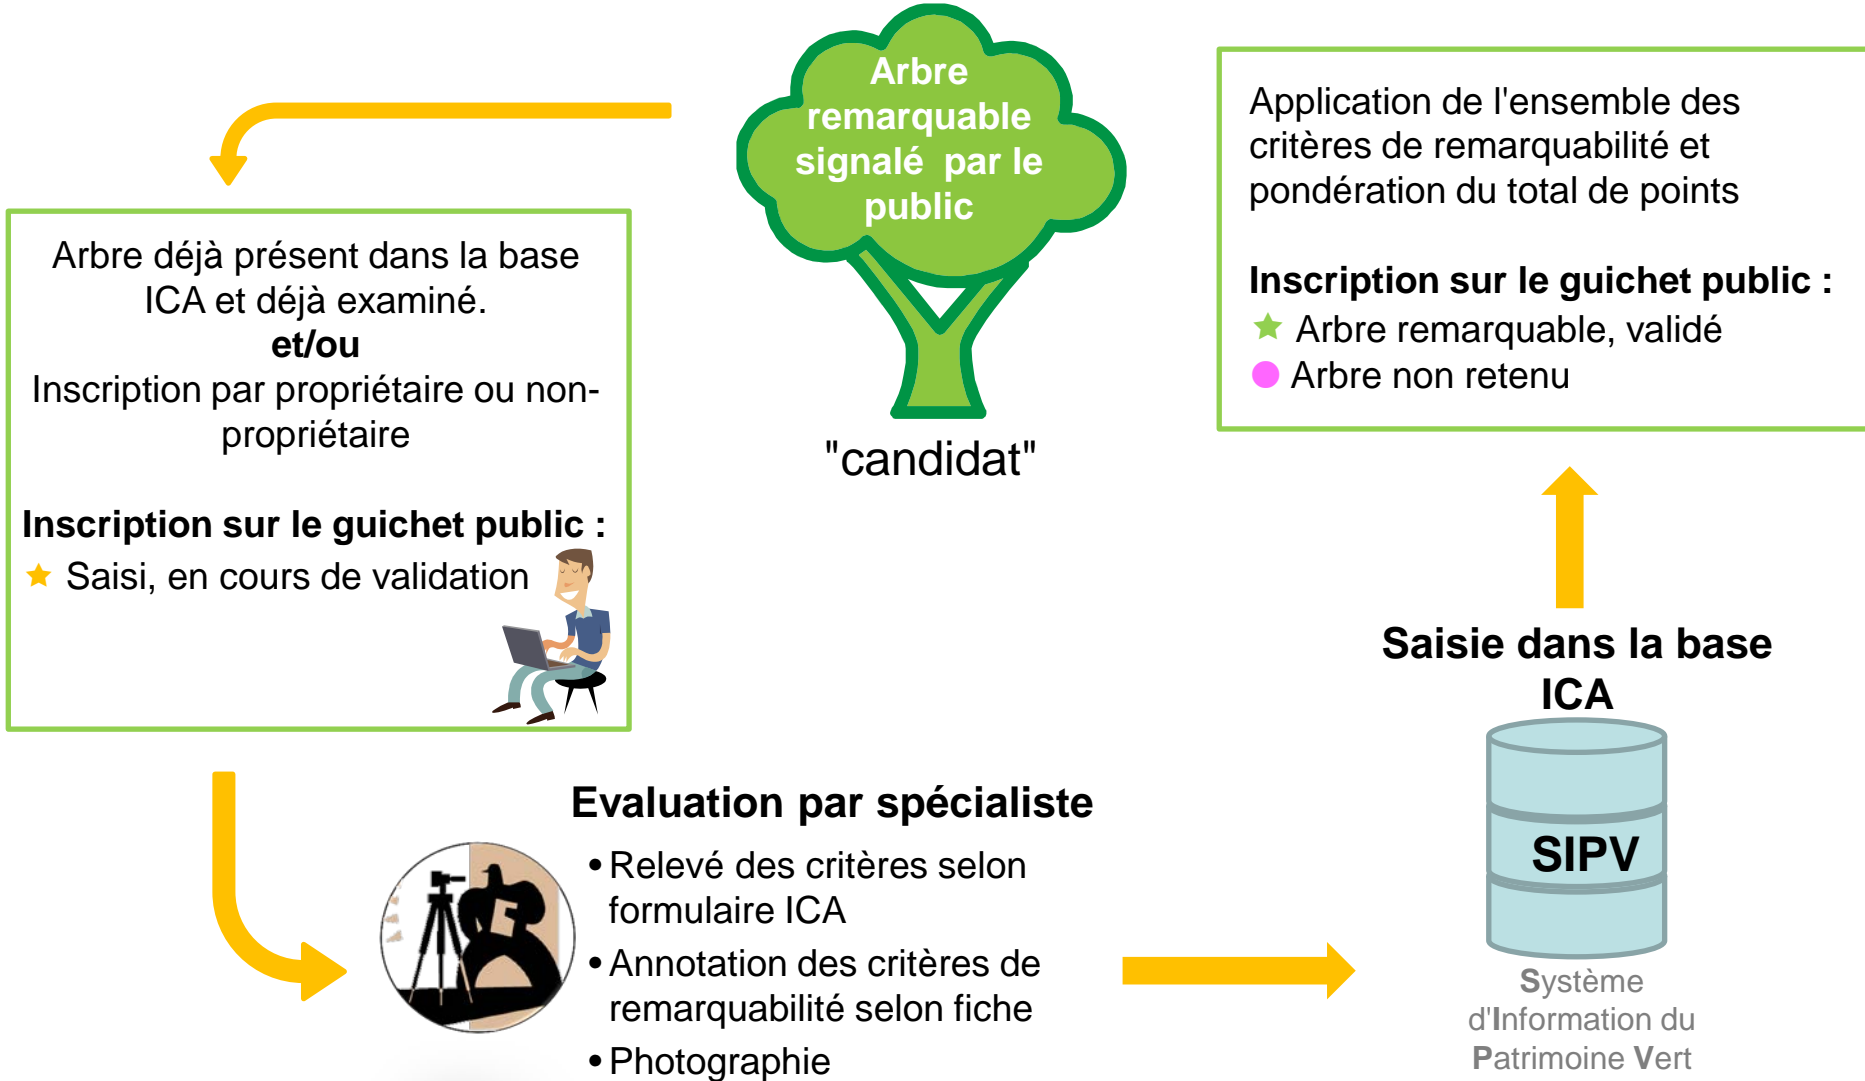 Arbre
remarquable
signalé par le
public
"candidat"
Arbre déjà présent dans la base
ICA et déjà examiné.
et/ou
Inscription par propriétaire ou non-
propriétaire
Inscription sur le guichet public :
Saisi, en cours de validation
Evaluation par spécialiste
• Relevé des critères selon
formulaire ICA
• Annotation des critères de
remarquabilité selon fiche
• Photographie
Saisie dans la base
ICA
SIPV
Système
d'Information du
Patrimoine Vert
Application de l'ensemble des
critères de remarquabilité et
pondération du total de points
Inscription sur le guichet public :
Arbre remarquable, validé
Arbre non retenu